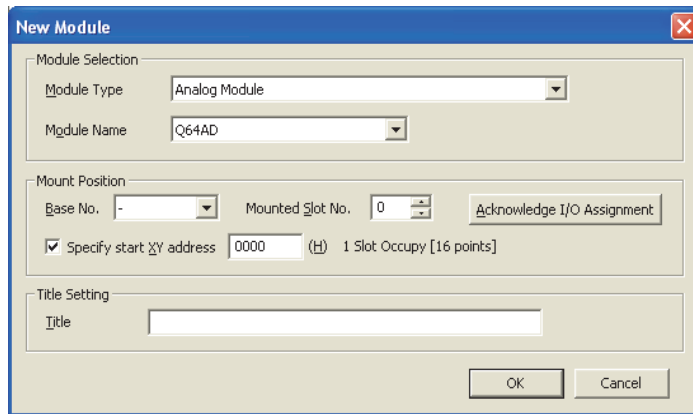 New Module
Module Selection
Module Type Analog Module
Module Name Q64AD
Mount Position
Base No. - Mounted Slot No. 0 Acknowledge I/O Assignment
Specify start XY address 0000 (H) 1 Slot Occupy [16 points]
Title Setting
Title
OK Cancel